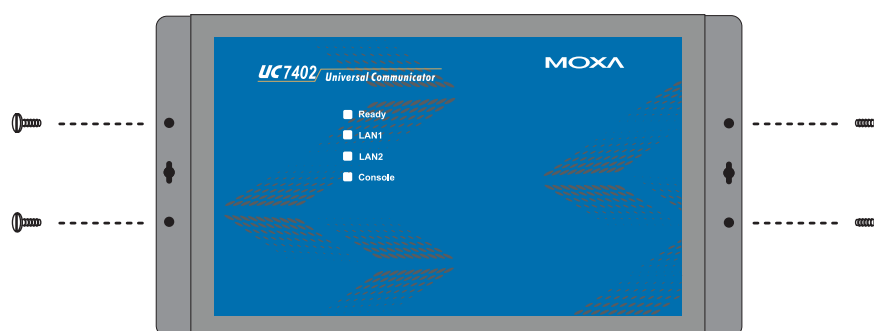 UC7402 Universal Communicator
MOXA
Ready
LAN1
LAN2
Console